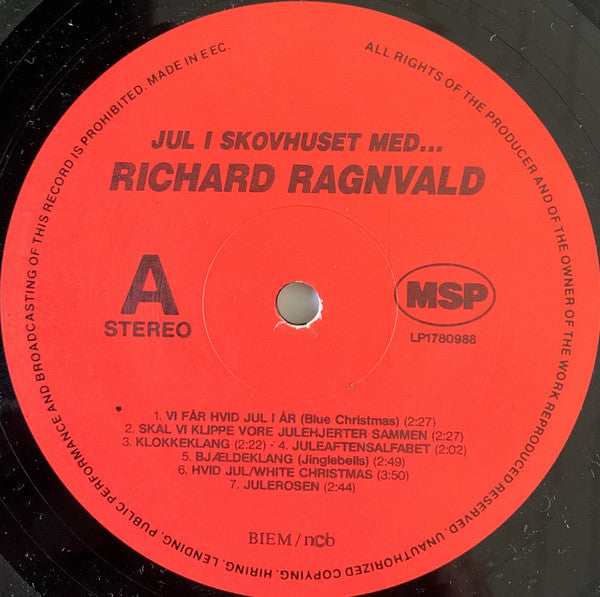 ALL RIGHTS OF THE PRODUCER AND OF THE OWNER OF THE WORK REPRODUCED RESERVED. UNAUTHORIZED COPYING. HIRING. LENDING. PUBLIC PERFORMANCE AND BROADCASTING OF THIS RECORD IS PROHIBITED. MADE IN EEC.
JUL I SKOVHUSET MED...
RICHARD RAGNVALD
A
STEREO
MSP
LP1780988
1. VI FÅR HVID JUL I ÅR (Blue Christmas) (2:27)
2. SKAL VI KLIPPE VORE JULEHJERTER SAMMEN (2:27)
3. KLOKKEKLANG (2:22) - 4. JULEAFTENSALFABET (2:02)
5. BJÆLDEKLANG (Jinglebells) (2:49)
6. HVID JUL/WHITE CHRISTMAS (3:50)
7. JULEROSEN (2:44)
BIEM / ncb